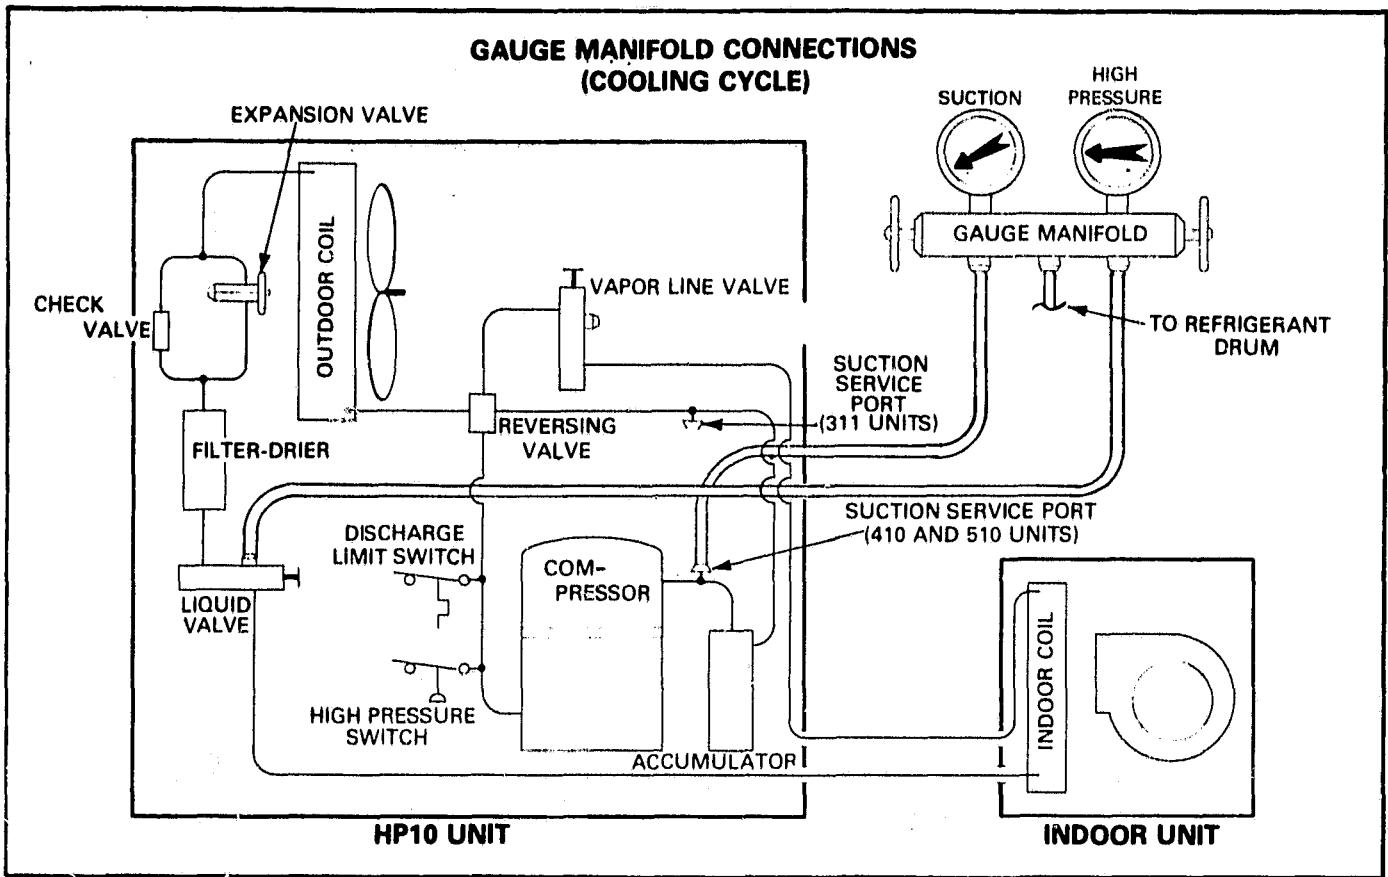 GAUGE MANIFOLD CONNECTIONS
(COOLING CYCLE)
EXPANSION VALVE
SUCTION
HIGH
PRESSURE
GAUGE MANIFOLD
OUTDOOR COIL
VAPOR LINE VALVE
CHECK
VALVE
TO REFRIGERANT
DRUM
SUCTION
SERVICE
PORT
(311 UNITS)
REVERSING
VALVE
FILTER-DRIER
SUCTION SERVICE PORT
(410 AND 510 UNITS)
DISCHARGE
LIMIT SWITCH
COM-
PRESSOR
LIQUID
VALVE
INDOOR COIL
HIGH PRESSURE
SWITCH
ACCUMULATOR
HP10 UNIT
INDOOR UNIT